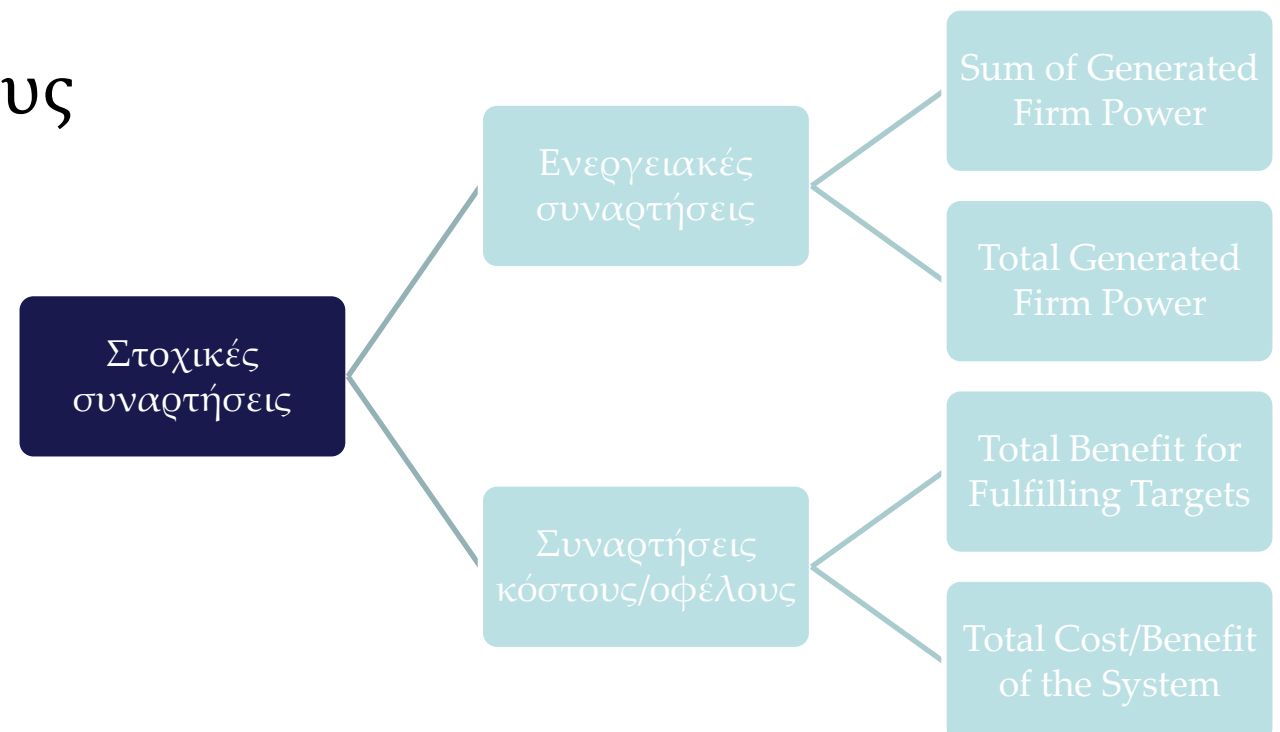 υς
Στοχικές
συναρτήσεις
Ενεργειακές
συναρτήσεις
Sum of Generated
Firm Power
Total Generated
Firm Power
Συναρτήσεις
κόστους/οφέλους
Total Benefit for
Fulfilling Targets
Total Cost/Benefit
of the System